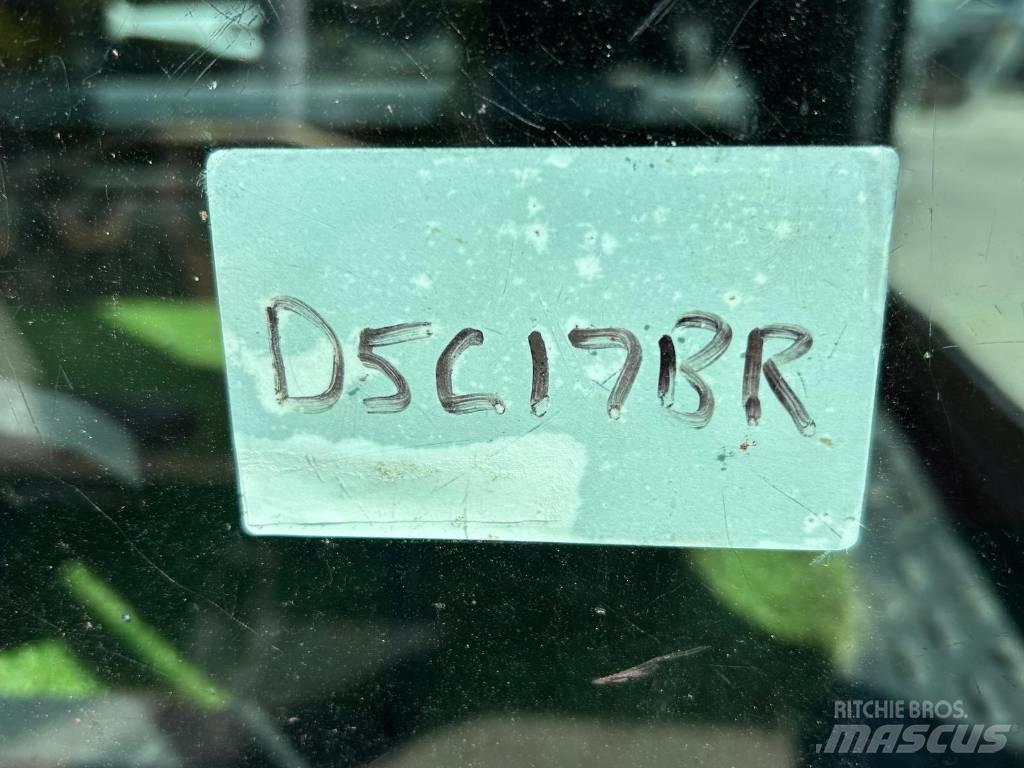 D5C17BR
RITCHIE BROS.
MASCUS